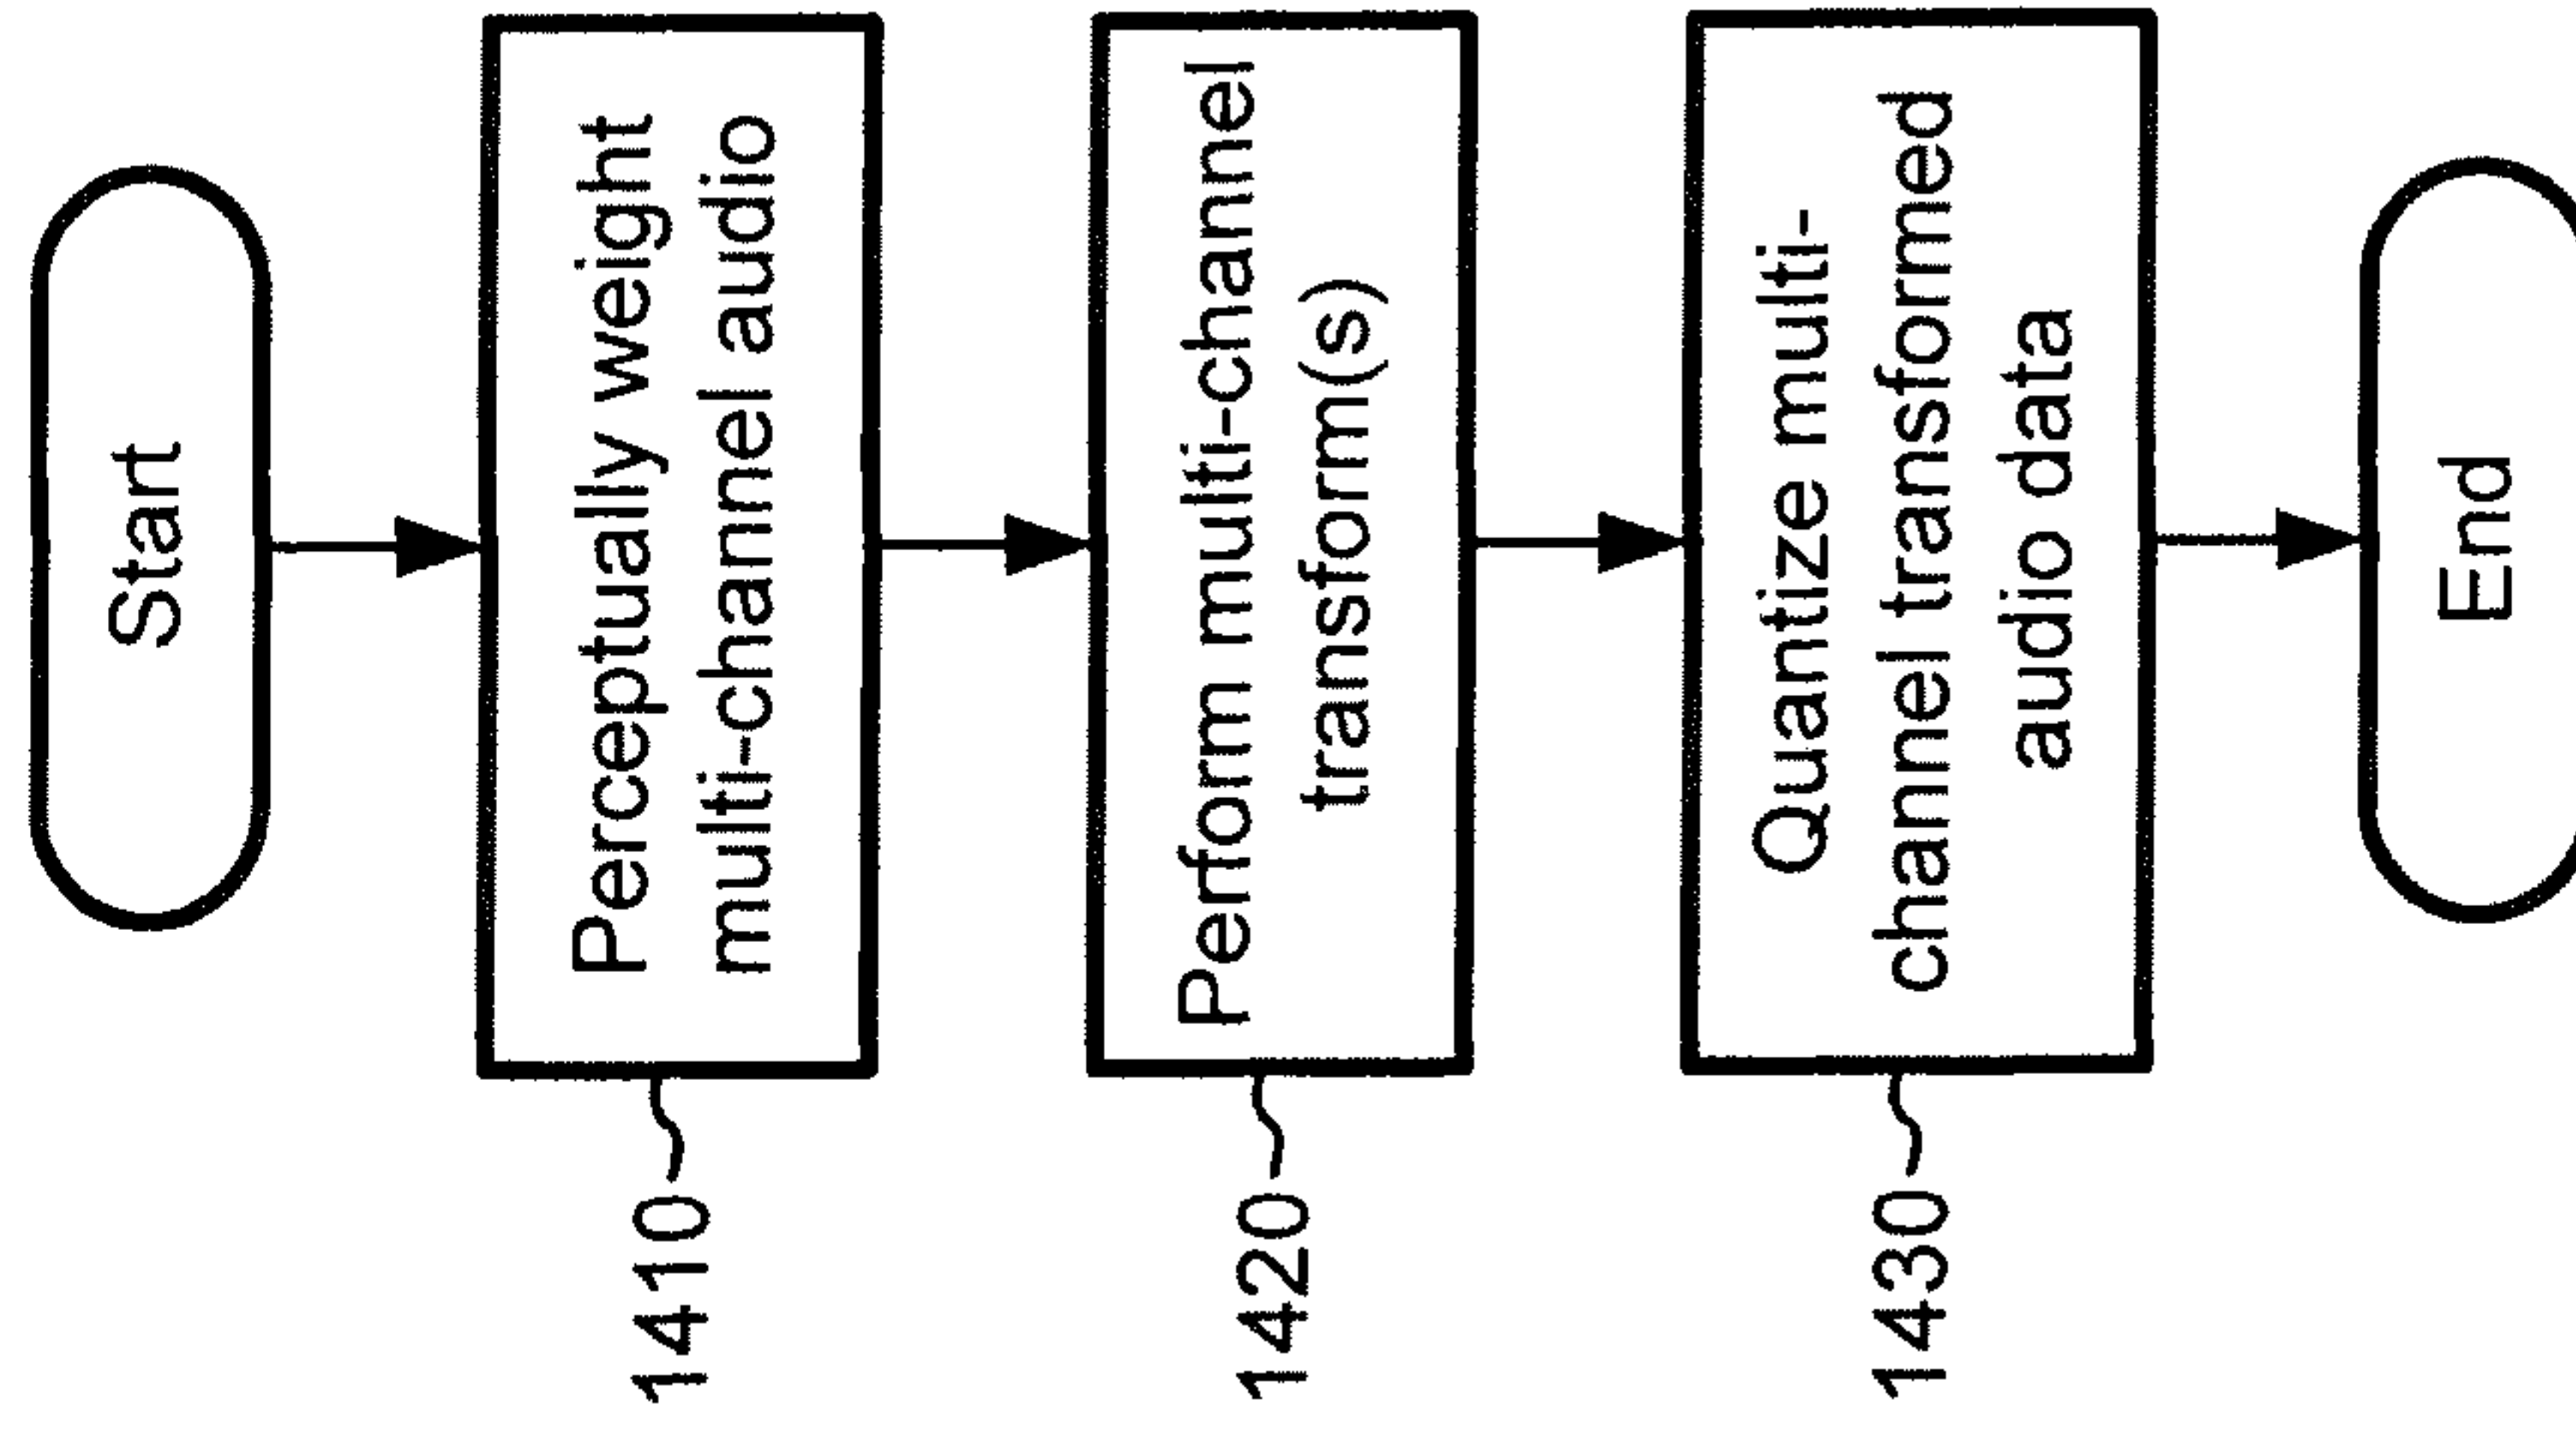 Start
1410
Perceptually weight
multi-channel audio
1420
Perform multi-channel
transform(s)
1430
Quantize multi-
channel transformed
audio data
End